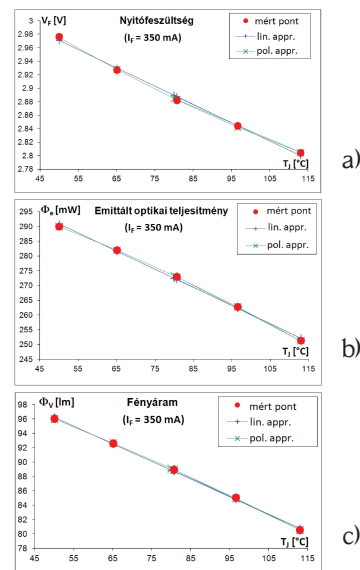 V_F [V] Nyitófeszültség
(I_F = 350 mA)
mért pont
lin. appr.
pol. appr.
3
2.98
2.96
2.94
2.92
2.9
2.88
2.86
2.84
2.82
2.8
2.78
45 55 65 75 85 95 105 115
T_J [°C]
a)
Φ_e [mW] Emittált optikai teljesítmény
(I_F = 350 mA)
mért pont
lin. appr.
pol. appr.
295
290
285
280
275
270
265
260
255
250
245
45 55 65 75 85 95 105 115
T_J [°C]
b)
Φ_V [lm] Fényáram
(I_F = 350 mA)
mért pont
lin. appr.
pol. appr.
98
96
94
92
90
88
86
84
82
80
78
45 55 65 75 85 95 105 115
T_J [°C]
c)